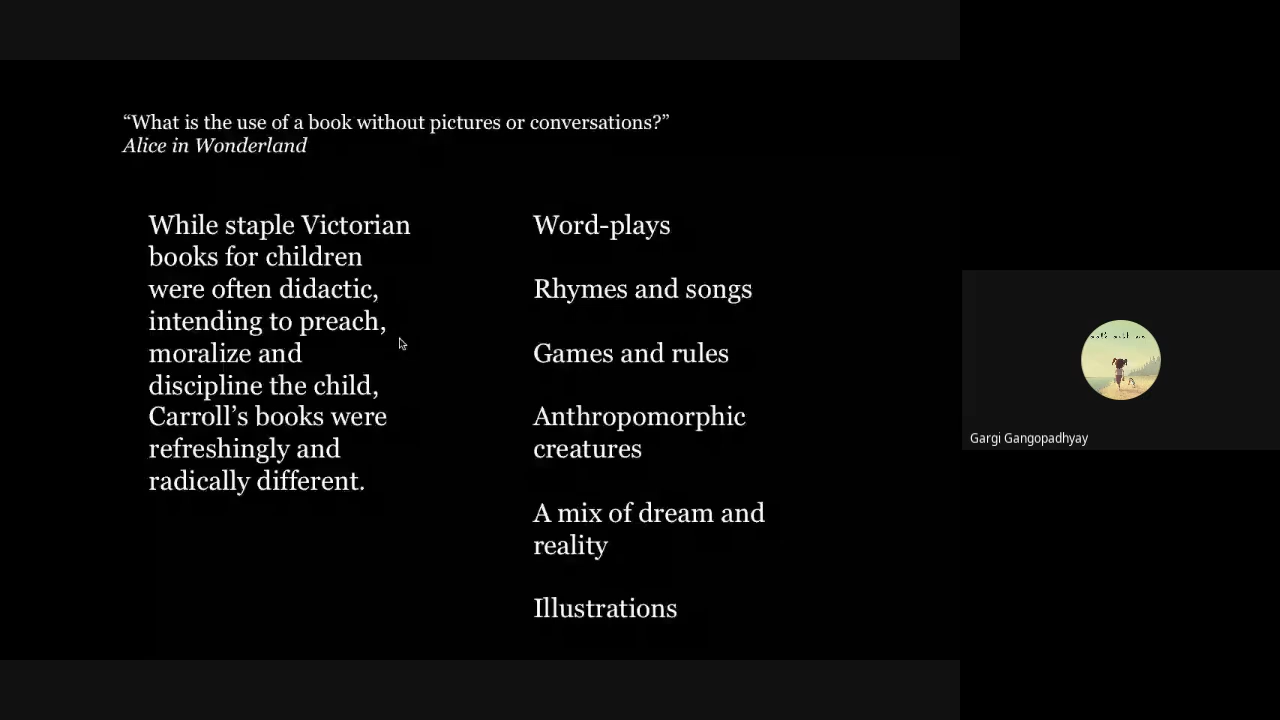 “What is the use of a book without pictures or conversations?”
Alice in Wonderland
While staple Victorian
books for children
were often didactic,
intending to preach,
moralize and
discipline the child,
Carroll’s books were
refreshingly and
radically different.
Word-plays
Rhymes and songs
Games and rules
Anthropomorphic
creatures
A mix of dream and
reality
Illustrations
Gargi Gangopadhyay